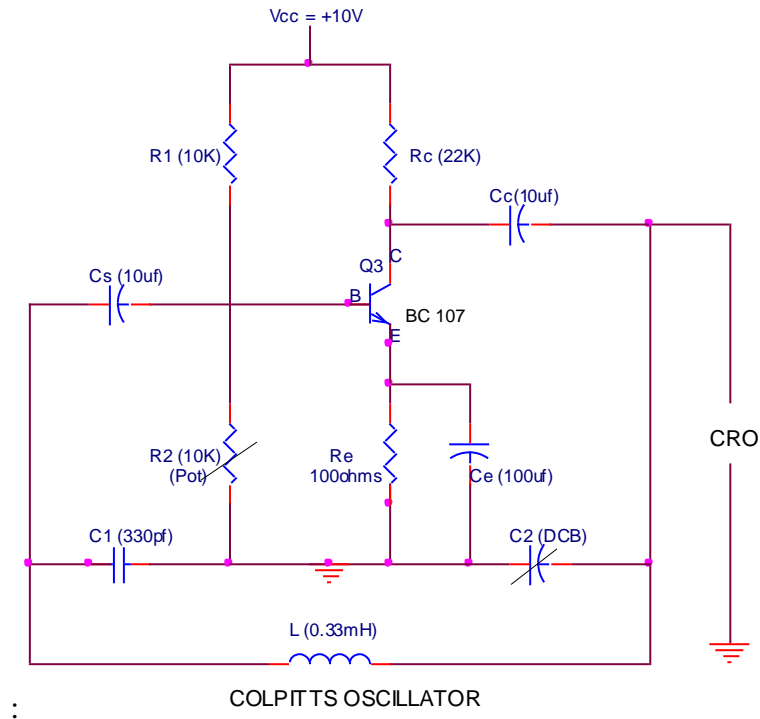 Vcc = +10V
R1 (10K)
Rc (22K)
Cc(10uf)
C
Q3
Cs (10uf)
B
BC 107
E
CRO
R2 (10K)
(Pot)
Re
100ohms
Ce (100uf)
C1 (330pf)
C2 (DCB)
L (0.33mH)
COLPITTS OSCILLATOR
: